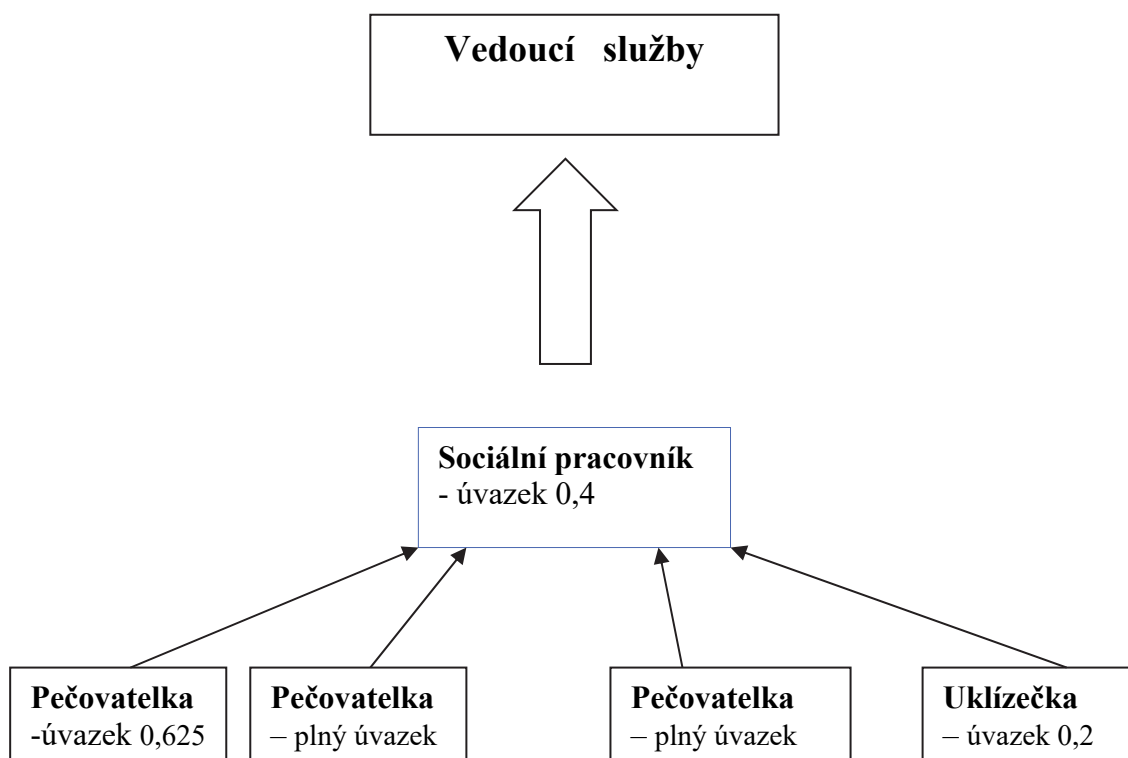 Vedoucí služby
Sociální pracovník
- úvazek 0,4
Pečovatelka
-úvazek 0,625
Pečovatelka
– plný úvazek
Pečovatelka
– plný úvazek
Uklízečka
– úvazek 0,2